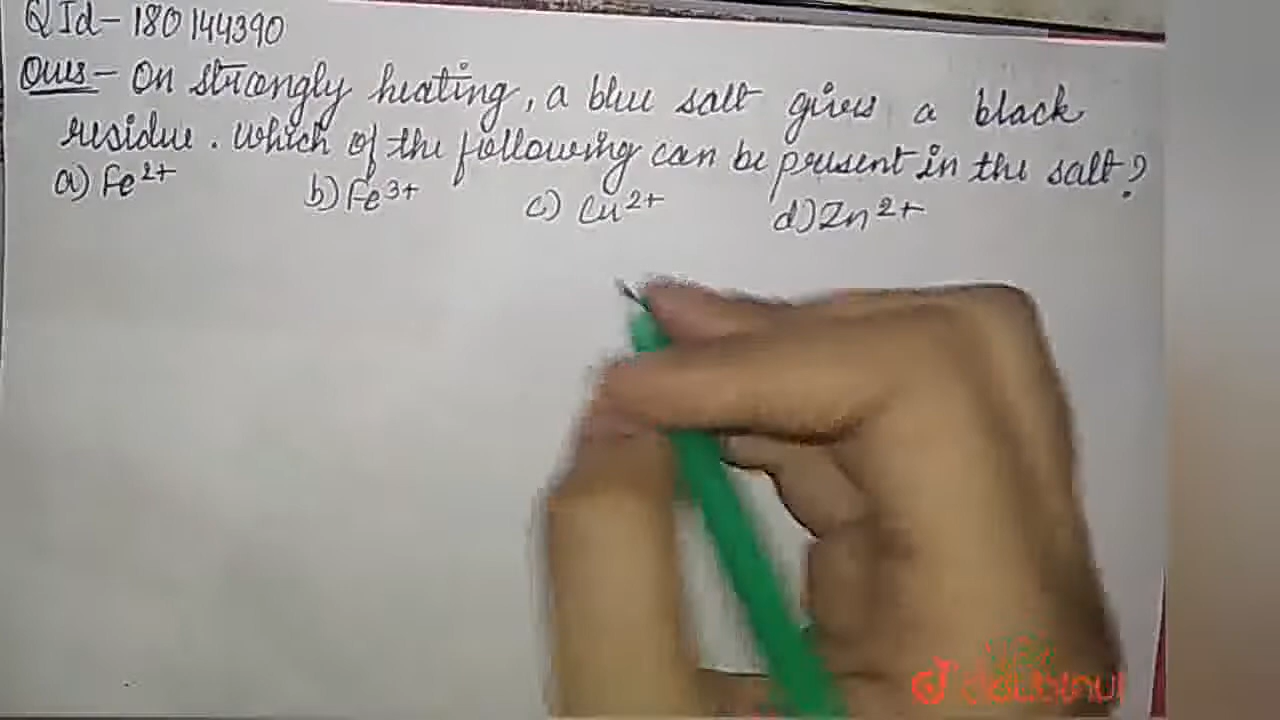 Q Id - 180144390
Ques - On strongly heating, a blue salt gives a black
residue. Which of the following can be present in the salt?
a) Fe2+ b) Fe3+ c) Cu2+ d) Zn2+
doubtnut